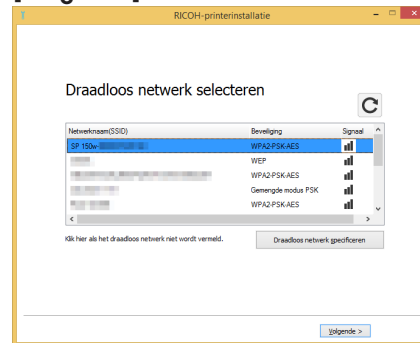 RICOH-printerinstallatie
Draadloos netwerk selecteren
Netwerknaam(SSID) Beveiliging Signaal
SP 150w- WPA2-PSK-AES
WEP
WPA2-PSK-AES
Gemengde modus PSK
WPA2-PSK-AES
Klik hier als het draadloos netwerk niet wordt vermeld. Draadloos netwerk specificeren
Volgende >